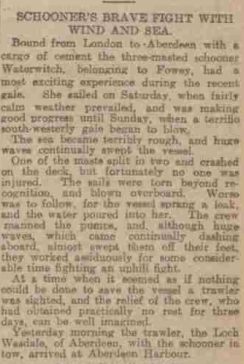 SCHOONER'S BRAVE FIGHT WITH
WIND AND SEA.
Bound from London to Aberdeen with a
cargo of cement the three-masted schooner
Waterwitch, belonging to Fowey, had a
most exciting experience during the recent
gale. She sailed on Saturday, when fairly
calm weather prevailed, and was making
good progress until Sunday, when a terrific
south-westerly gale began to blow.
The sea became terribly rough, and huge
waves continually swept the vessel.
One of the masts split in two and crashed
on the deck, but fortunately no one was
injured. The sails were torn beyond re-
cognition, and blown overboard. Worse
was to follow, for the vessel sprang a leak,
and the water poured into her. The crew
manned the pumps, and, although huge
waves, which came continually dashing
aboard, almost swept them off their feet,
they worked assiduously for some consider-
able time fighting an uphill fight.
At a time when it seemed as if nothing
could be done to save the vessel a trawler
was sighted, and the relief of the crew, who
had obtained practically no rest for three
days, can be well imagined.
Yesterday morning the trawler, the Loch
Wasdale, of Aberdeen, with the schooner in
tow, arrived at Aberdeen Harbour.